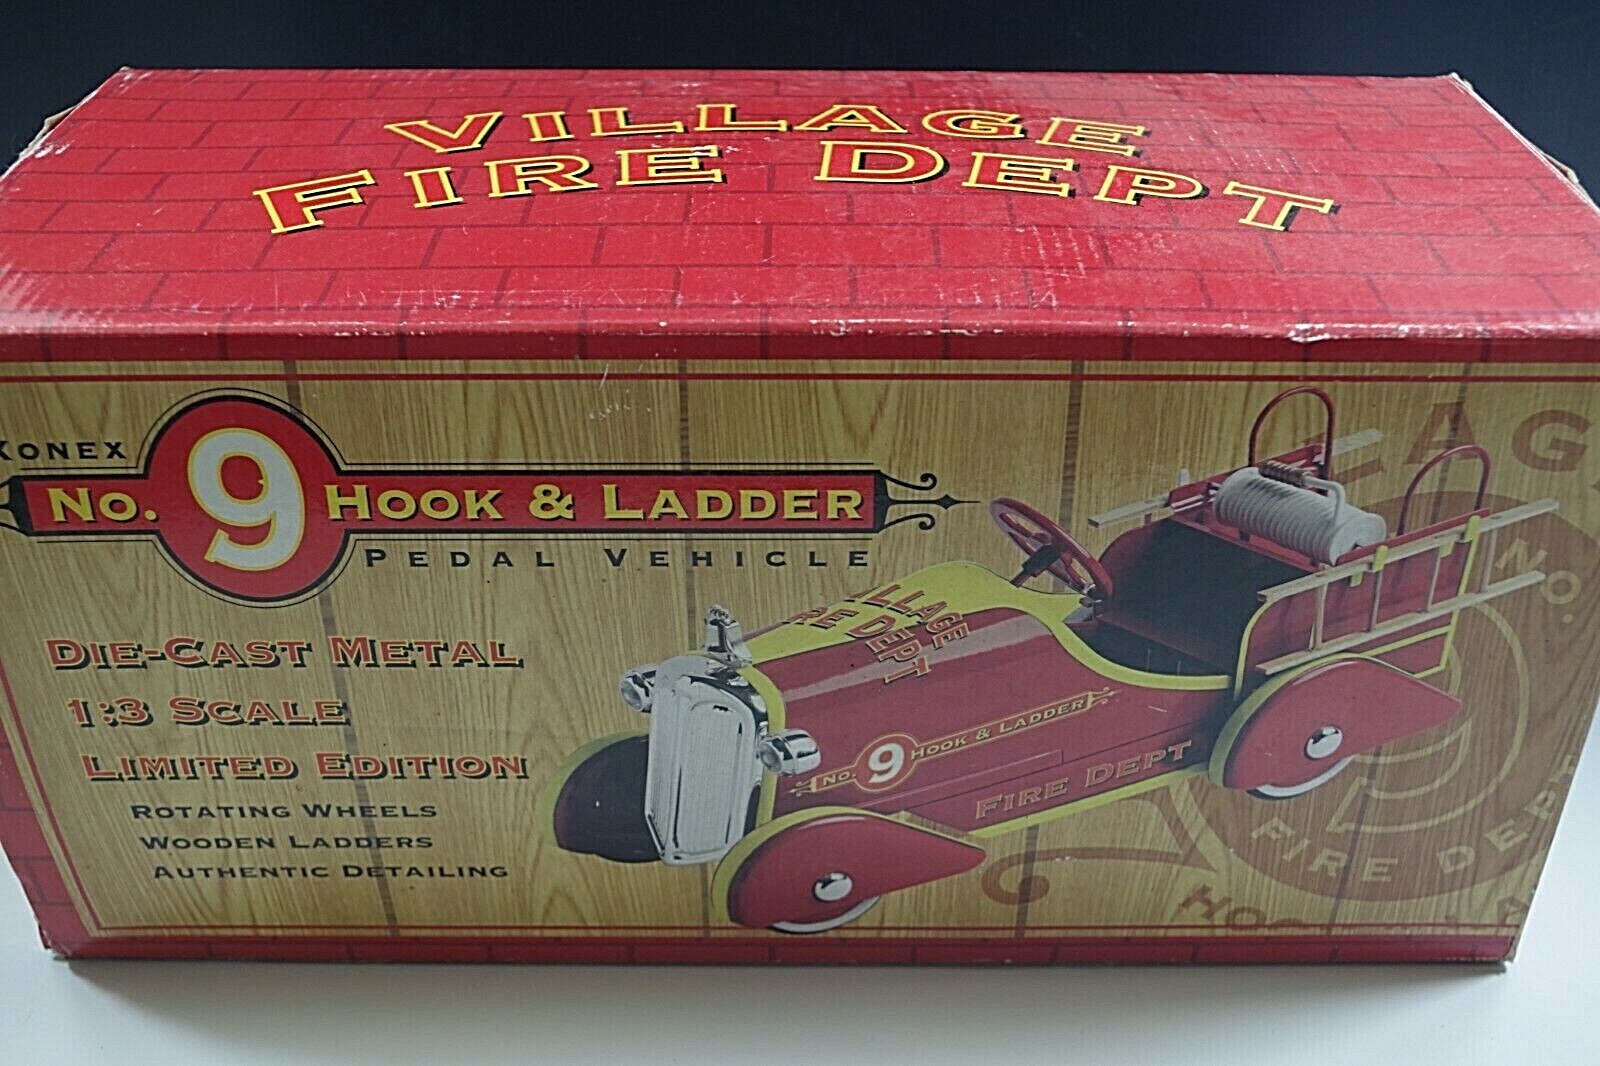 VILLAGE
FIRE DEPT
XONEX
No. 9 HOOK & LADDER
PEDAL VEHICLE
DIE-CAST METAL
1:3 SCALE
LIMITED EDITION
ROTATING WHEELS
WOODEN LADDERS
AUTHENTIC DETAILING
VILLAGE
FIRE DEPT
No. 9 HOOK & LADDER
FIRE DEPT
LAG
NO.
9
FIRE DEPT